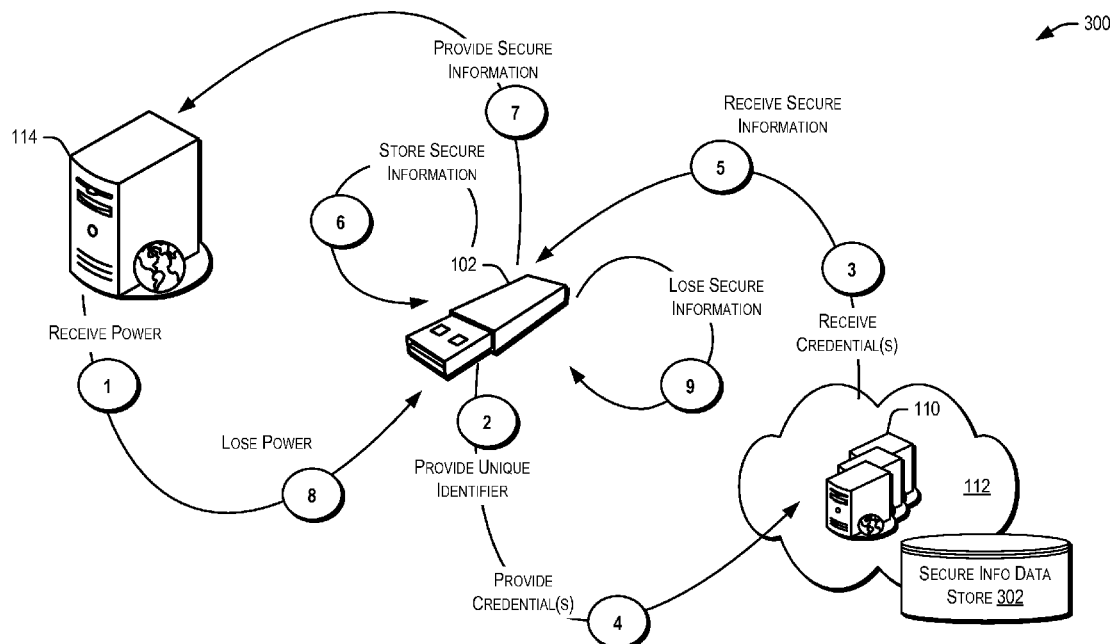 300
PROVIDE SECURE
INFORMATION
7
114
STORE SECURE
INFORMATION
6
RECEIVE SECURE
INFORMATION
5
102
LOSE SECURE
INFORMATION
9
3
RECEIVE
CREDENTIAL(S)
RECEIVE POWER
1
LOSE POWER
8
2
PROVIDE UNIQUE
IDENTIFIER
PROVIDE
CREDENTIAL(S)
4
110
112
SECURE INFO DATA
STORE 302